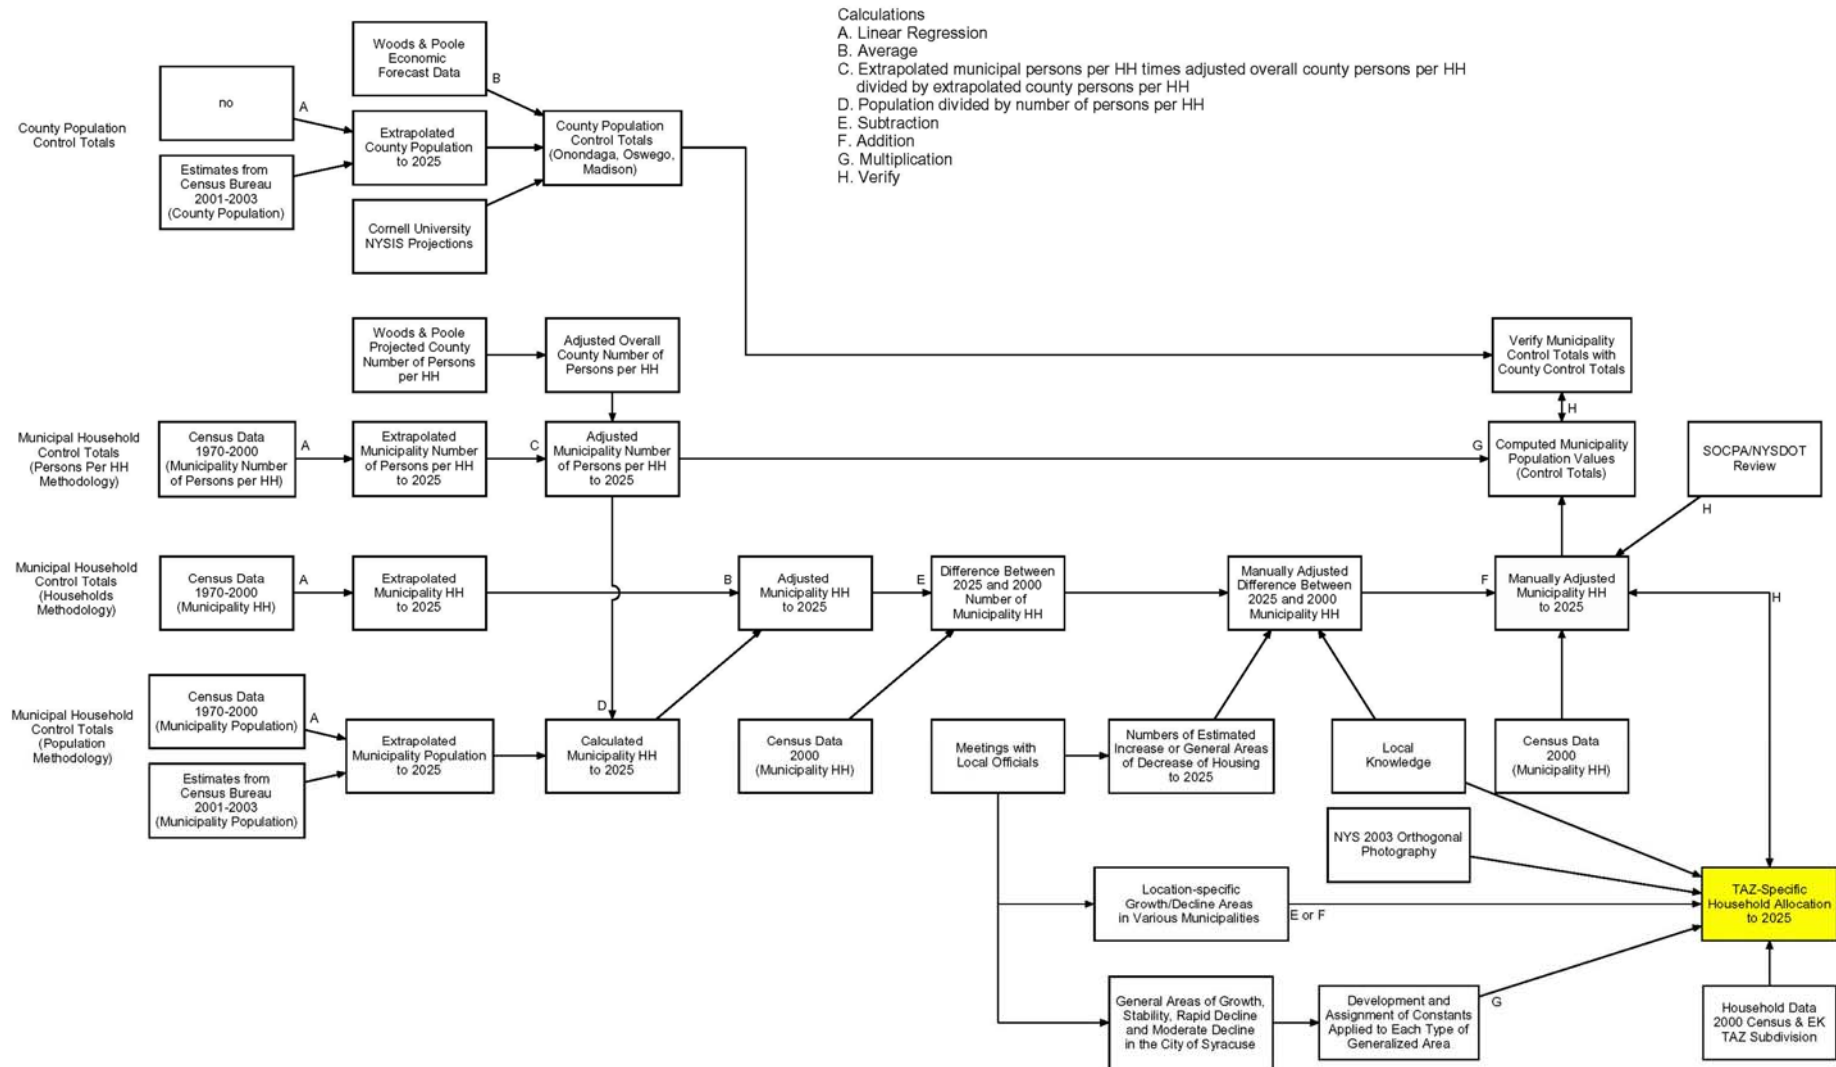 Calculations
A. Linear Regression
B. Average
C. Extrapolated municipal persons per HH times adjusted overall county persons per HH
divided by extrapolated county persons per HH
D. Population divided by number of persons per HH
E. Subtraction
F. Addition
G. Multiplication
H. Verify
County Population
Control Totals
no
A
Estimates from
Census Bureau
2001-2003
(County Population)
Woods & Poole
Economic
Forecast Data
B
Extrapolated
County Population
to 2025
Cornell University
NYSIS Projections
County Population
Control Totals
(Onondaga, Oswego,
Madison)
Woods & Poole
Projected County
Number of Persons
per HH
Adjusted Overall
County Number of
Persons per HH
Verify Municipality
Control Totals with
County Control Totals
H
Municipal Household
Control Totals
(Persons Per HH
Methodology)
Census Data
1970-2000
(Municipality Number
of Persons per HH)
A
Extrapolated
Municipality Number
of Persons per HH
to 2025
C
Adjusted
Municipality Number
of Persons per HH
to 2025
G
Computed Municipality
Population Values
(Control Totals)
SOCPA/NYSDOT
Review
H
Municipal Household
Control Totals
(Households
Methodology)
Census Data
1970-2000
(Municipality HH)
A
Extrapolated
Municipality HH
to 2025
B
Adjusted
Municipality HH
to 2025
E
Difference Between
2025 and 2000
Number of
Municipality HH
Manually Adjusted
Difference Between
2025 and 2000
Municipality HH
F
Manually Adjusted
Municipality HH
to 2025
H
Municipal Household
Control Totals
(Population
Methodology)
Census Data
1970-2000
(Municipality Population)
A
Estimates from
Census Bureau
2001-2003
(Municipality Population)
Extrapolated
Municipality Population
to 2025
D
Calculated
Municipality HH
to 2025
Census Data
2000
(Municipality HH)
Meetings with
Local Officials
Numbers of Estimated
Increase or General Areas
of Decrease of Housing
to 2025
Local
Knowledge
Census Data
2000
(Municipality HH)
NYS 2003 Orthogonal
Photography
Location-specific
Growth/Decline Areas
in Various Municipalities
E or F
TAZ-Specific
Household Allocation
to 2025
General Areas of Growth,
Stability, Rapid Decline
and Moderate Decline
in the City of Syracuse
Development and
Assignment of Constants
Applied to Each Type of
Generalized Area
G
Household Data
2000 Census & EK
TAZ Subdivision